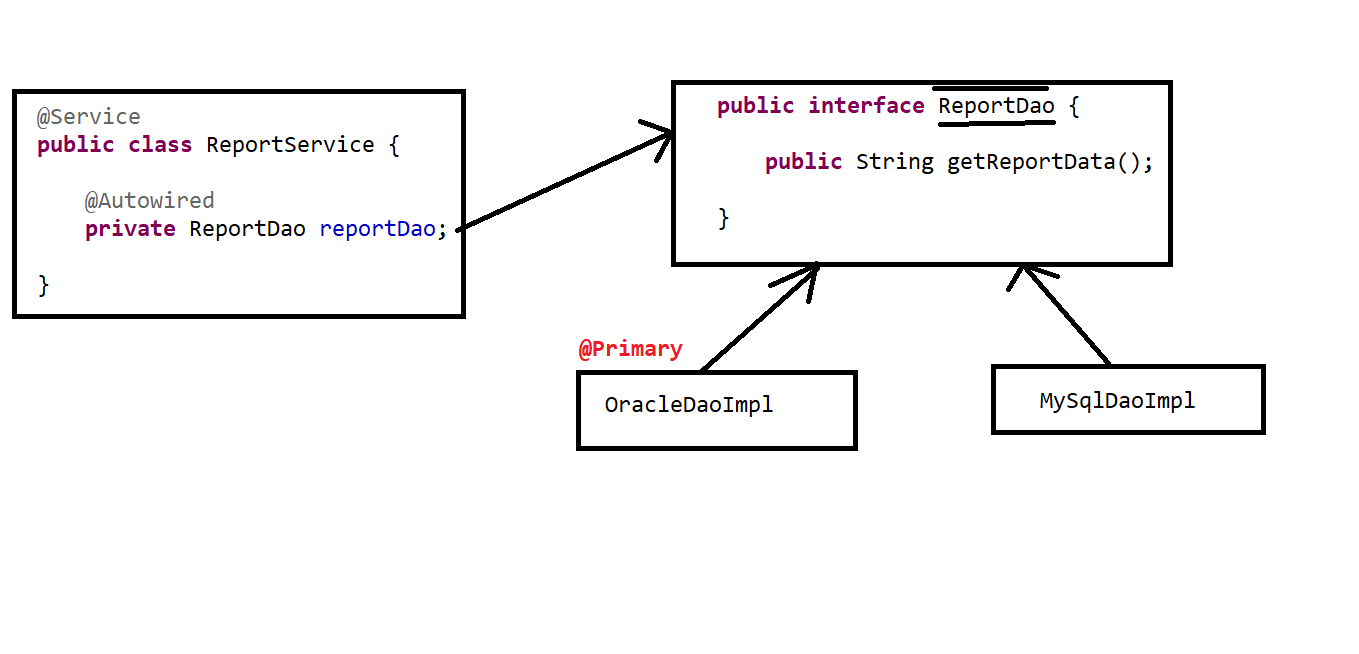 @Service
public class ReportService {
@Autowired
private ReportDao reportDao;
}
public interface ReportDao {
public String getReportData();
}
@Primary
OracleDaoImpl
MySqlDaoImpl